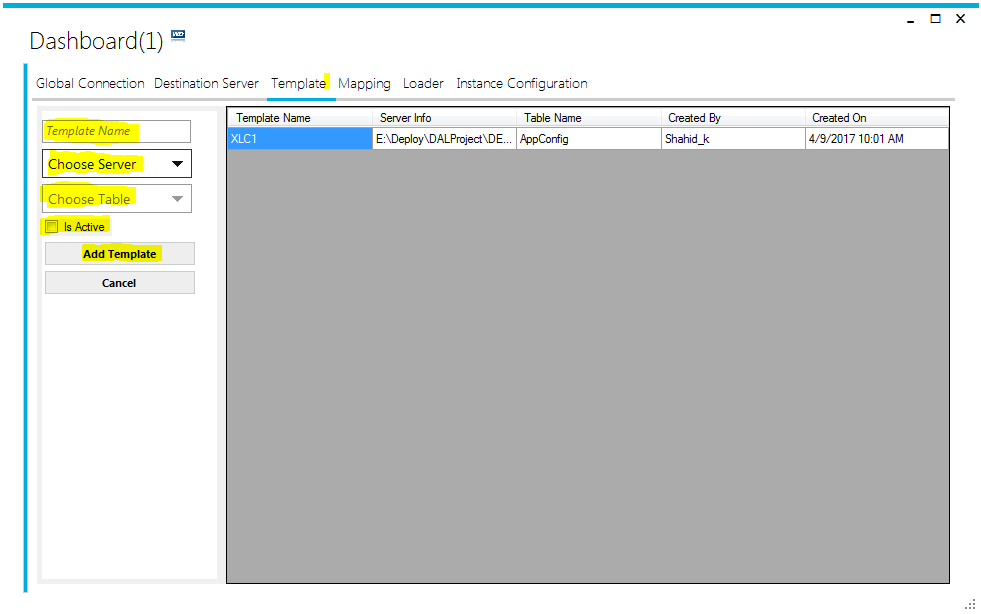 Dashboard(1) WD
Global Connection Destination Server Template Mapping Loader Instance Configuration
Template Name
Choose Server
Choose Table
Is Active
Add Template
Cancel
Template Name Server Info Table Name Created By Created On
XLC1 E:\Deploy\DALProject\DE... AppConfig Shahid_k 4/9/2017 10:01 AM